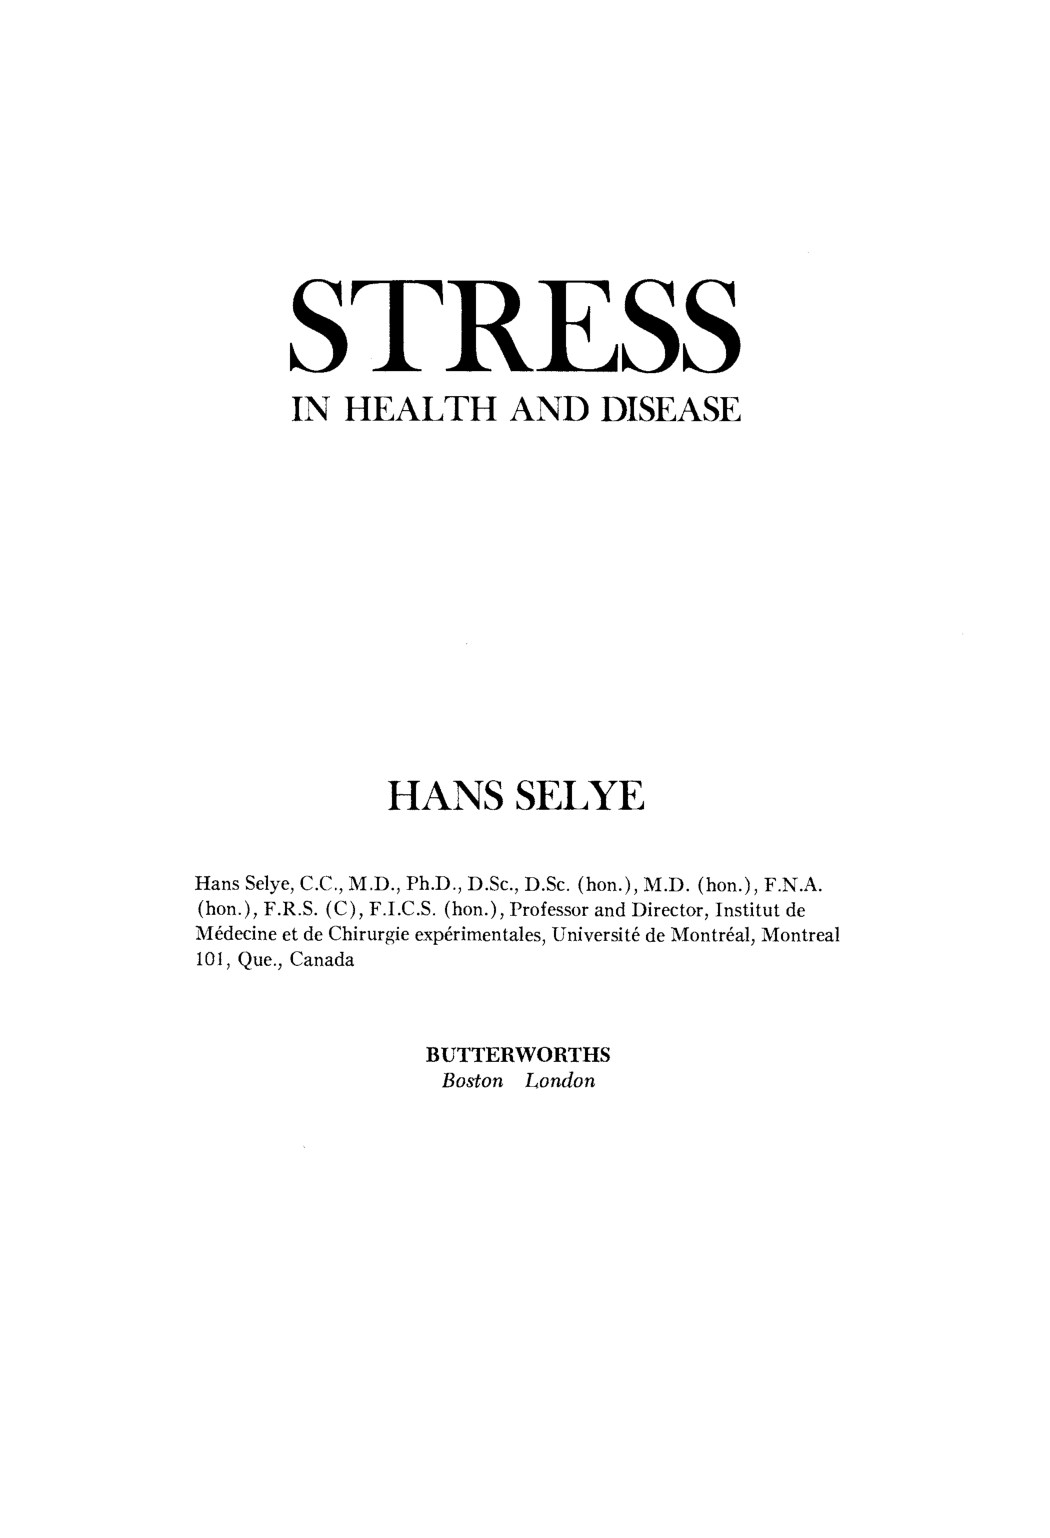 STRESS
IN HEALTH AND DISEASE
HANS SELYE
Hans Selye, C.C., M.D., Ph.D., D.Sc., D.Sc. (hon.), M.D. (hon.), F.N.A.
(hon.), F.R.S. (C), F.I.C.S. (hon.), Professor and Director, Institut de
Médecine et de Chirurgie expérimentales, Université de Montréal, Montreal
101, Que., Canada
BUTTERWORTHS
Boston London